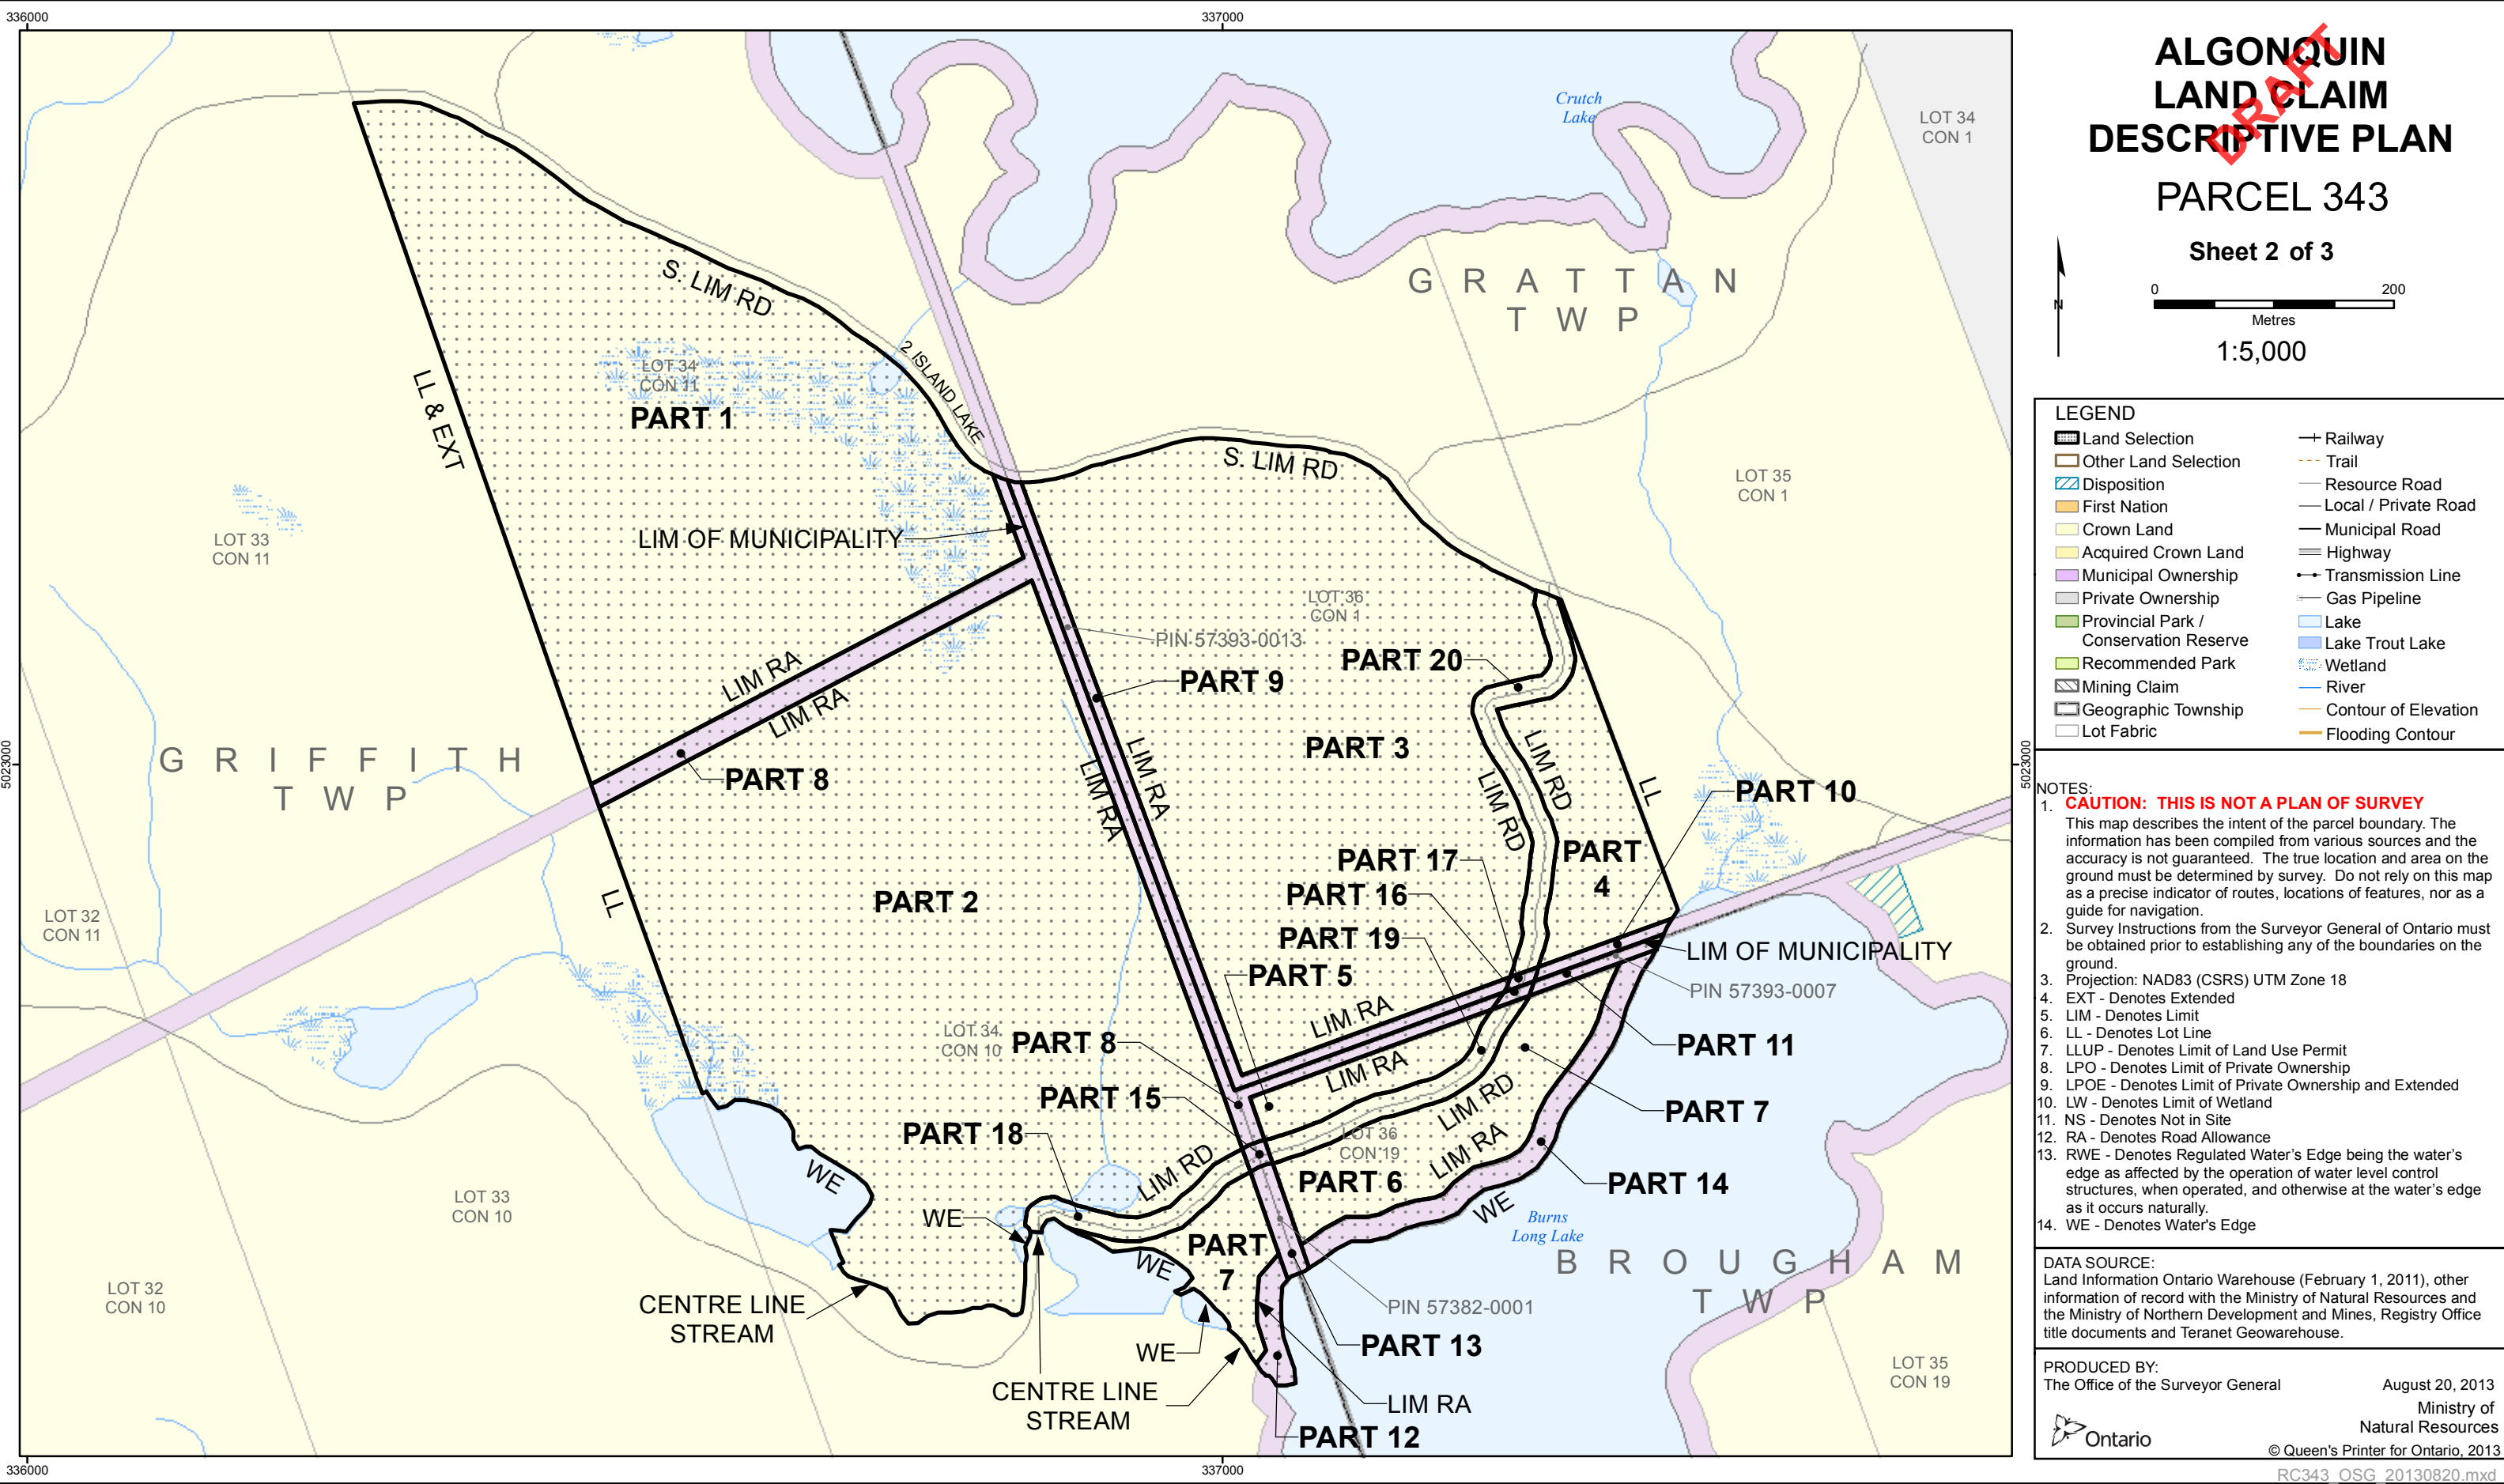 336000
337000
ALGONQUIN
LAND CLAIM
DESCRIPTIVE PLAN
DRAFT
PARCEL 343
Sheet 2 of 3
N
0
200
Metres
1:5,000
LEGEND
Land Selection
Other Land Selection
Disposition
First Nation
Crown Land
Acquired Crown Land
Municipal Ownership
Private Ownership
Provincial Park /
Conservation Reserve
Recommended Park
Mining Claim
Geographic Township
Lot Fabric
Railway
Trail
Resource Road
Local / Private Road
Municipal Road
Highway
Transmission Line
Gas Pipeline
Lake
Lake Trout Lake
Wetland
River
Contour of Elevation
Flooding Contour
NOTES:
1. CAUTION: THIS IS NOT A PLAN OF SURVEY
This map describes the intent of the parcel boundary. The
information has been compiled from various sources and the
accuracy is not guaranteed. The true location and area on the
ground must be determined by survey. Do not rely on this map
as a precise indicator of routes, locations of features, nor as a
guide for navigation.
2. Survey Instructions from the Surveyor General of Ontario must
be obtained prior to establishing any of the boundaries on the
ground.
3. Projection: NAD83 (CSRS) UTM Zone 18
4. EXT - Denotes Extended
5. LIM - Denotes Limit
6. LL - Denotes Lot Line
7. LLUP - Denotes Limit of Land Use Permit
8. LPO - Denotes Limit of Private Ownership
9. LPOE - Denotes Limit of Private Ownership and Extended
10. LW - Denotes Limit of Wetland
11. NS - Denotes Not in Site
12. RA - Denotes Road Allowance
13. RWE - Denotes Regulated Water's Edge being the water's
edge as affected by the operation of water level control
structures, when operated, and otherwise at the water's edge
as it occurs naturally.
14. WE - Denotes Water's Edge
DATA SOURCE:
Land Information Ontario Warehouse (February 1, 2011), other
information of record with the Ministry of Natural Resources and
the Ministry of Northern Development and Mines, Registry Office
title documents and Teranet Geowarehouse.
PRODUCED BY:
The Office of the Surveyor General
August 20, 2013
Ministry of
Natural Resources
Ontario
© Queen's Printer for Ontario, 2013
RC343_OSG_20130820.mxd
Crutch
Lake
LOT 34
CON 1
GRATTAN
TWP
S. LIM RD
2 ISLAND LAKE
LOT 34
CON 11
PART 1
LL & EXT
S. LIM RD
LOT 35
CON 1
LIM OF MUNICIPALITY
LOT 33
CON 11
LOT 36
CON 1
PIN 57393-0013
PART 20
PART 9
LIM RA
LIM RA
GRIFFITH
TWP
PART 8
PART 3
LIM RA
LIM RA
LIM RD
LIM RD
LL
PART 10
5023000
5023000
PART 17
PART
4
PART 16
PART 2
LL
LOT 32
CON 11
PART 19
LIM OF MUNICIPALITY
PART 5
PIN 57393-0007
LIM RA
LOT 34
CON 10
PART 8
PART 11
LIM RA
PART 15
LIM RD
PART 7
PART 18
LOT 36
CON 19
LIM RA
LIM RD
WE
PART 6
PART 14
LOT 33
CON 10
WE
WE
Burns
Long Lake
PART
7
WE
BROUGHAM
TWP
LOT 32
CON 10
CENTRE LINE
STREAM
PIN 57382-0001
WE
PART 13
LOT 35
CON 19
CENTRE LINE
STREAM
LIM RA
PART 12
336000
337000